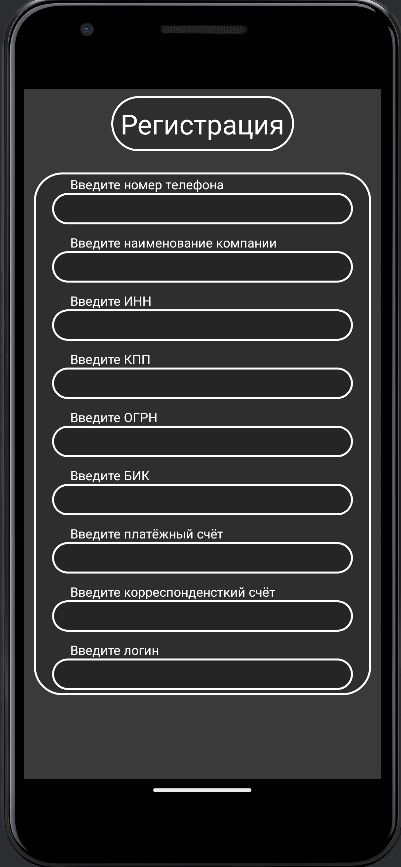 Регистрация
Введите номер телефона
Введите наименование компании
Введите ИНН
Введите КПП
Введите ОГРН
Введите БИК
Введите платёжный счёт
Введите корреспонденсткий счёт
Введите логин